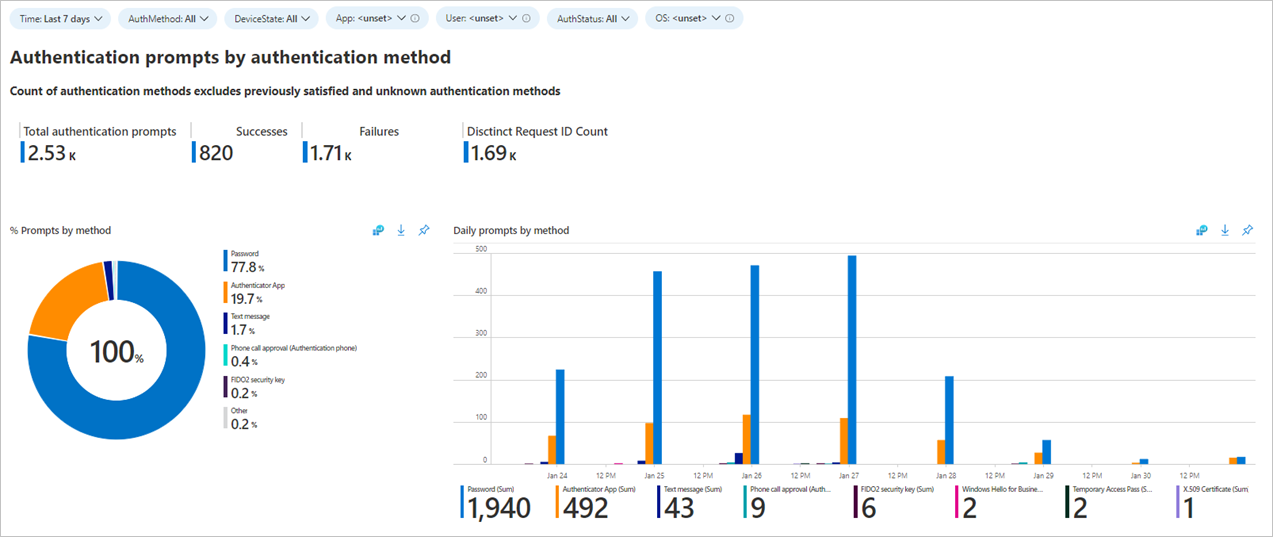 Time: Last 7 days AuthMethod: All DeviceState: All App: <unset> User: <unset> AuthStatus: All OS: <unset>
Authentication prompts by authentication method
Count of authentication methods excludes previously satisfied and unknown authentication methods
Total authentication prompts Successes Failures Disctinct Request ID Count
2.53 K 820 1.71 K 1.69 K
% Prompts by method
Password
77.8 %
Authenticator App
19.7 %
Text message
1.7 %
Phone call approval (Authentication phone)
0.4 %
FIDO2 security key
0.2 %
Other
0.2 %
100%
Daily prompts by method
500
400
300
200
100
0
Jan 24 12 PM Jan 25 12 PM Jan 26 12 PM Jan 27 12 PM Jan 28 12 PM Jan 29 12 PM Jan 30 12 PM
Password (Sum) Authenticator App (Sum) Text message (Sum) Phone call approval (Auth... FIDO2 security key (Sum) Windows Hello for Busine... Temporary Access Pass (S... X.509 Certificate (Sum)
1,940 492 43 9 6 2 2 1